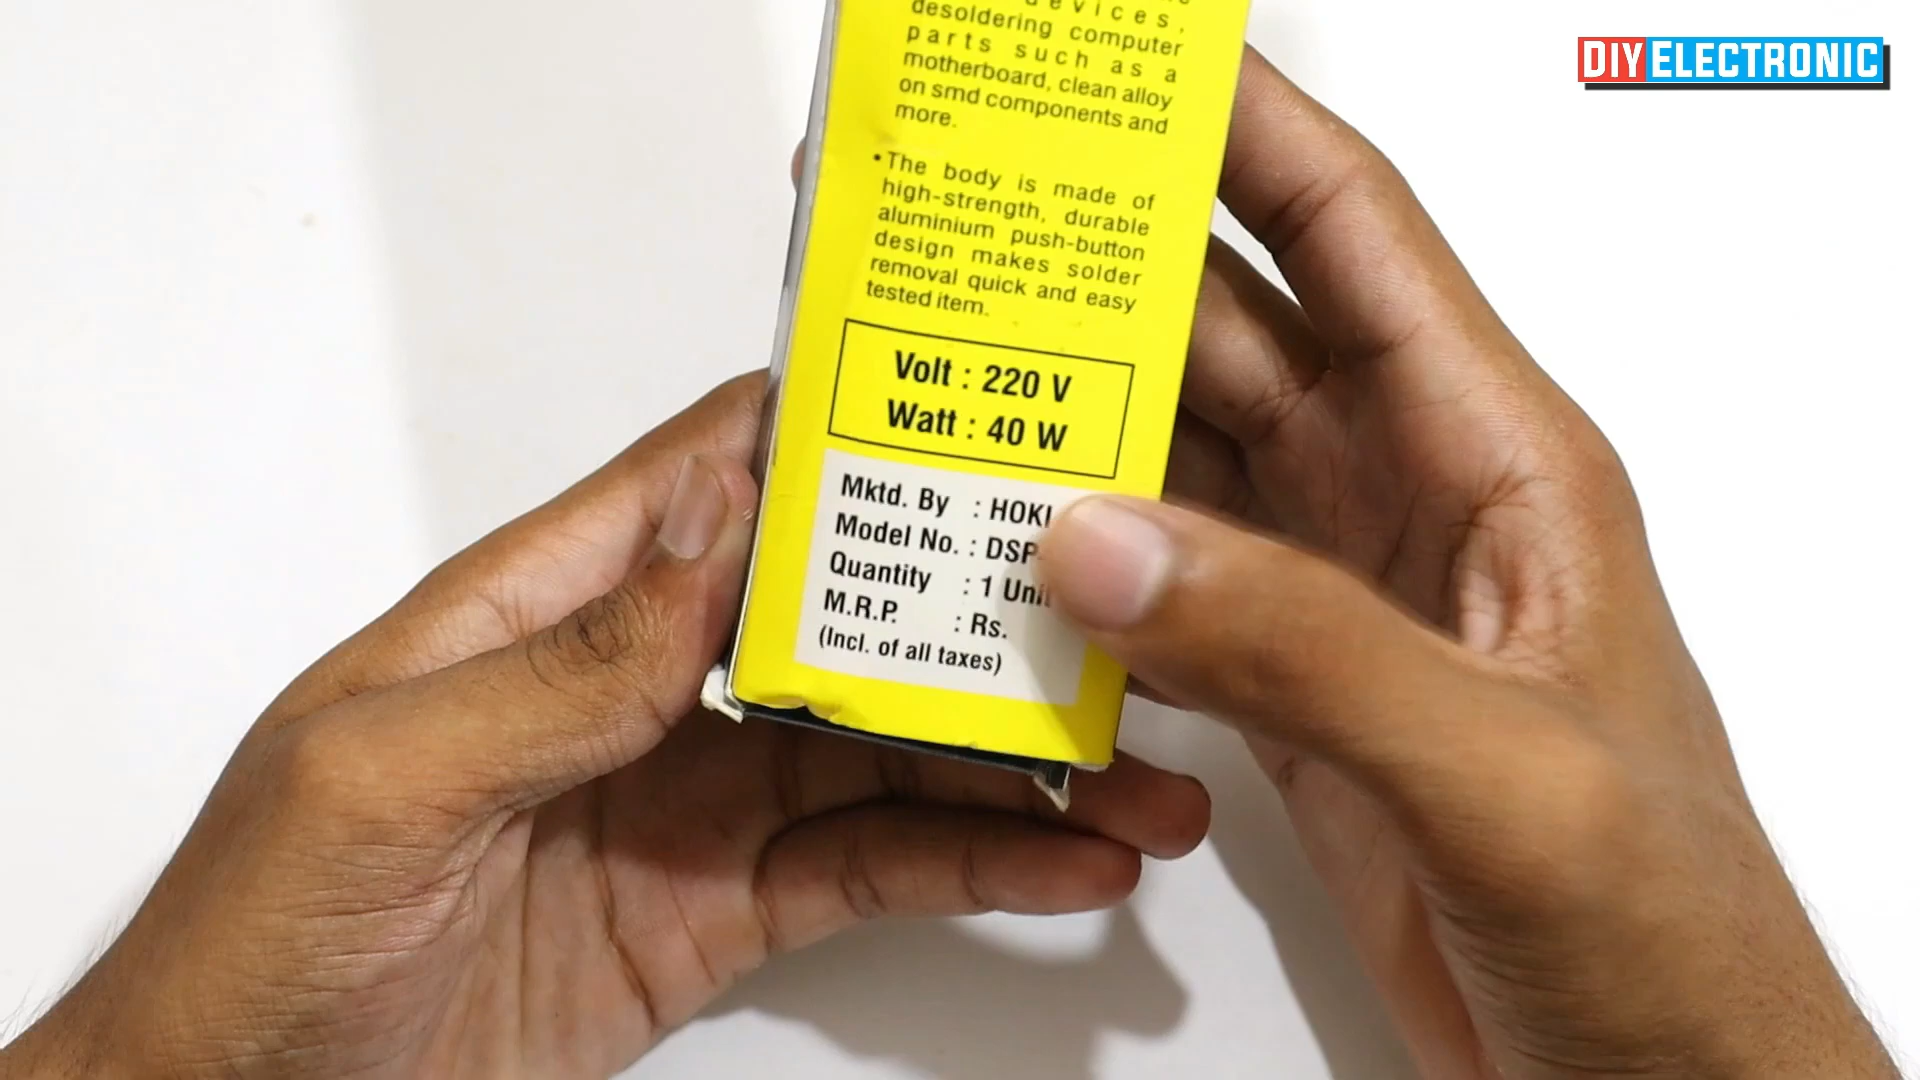 DIY ELECTRONIC
desoldering computer
parts such as a
motherboard, clean alloy
on smd components and
more.
• The body is made of
high-strength, durable
aluminium push-button
design makes solder
removal quick and easy
tested item.
Volt : 220 V
Watt : 40 W
Mktd. By : HOKI
Model No. : DSP
Quantity : 1 Unit
M.R.P. : Rs.
(Incl. of all taxes)